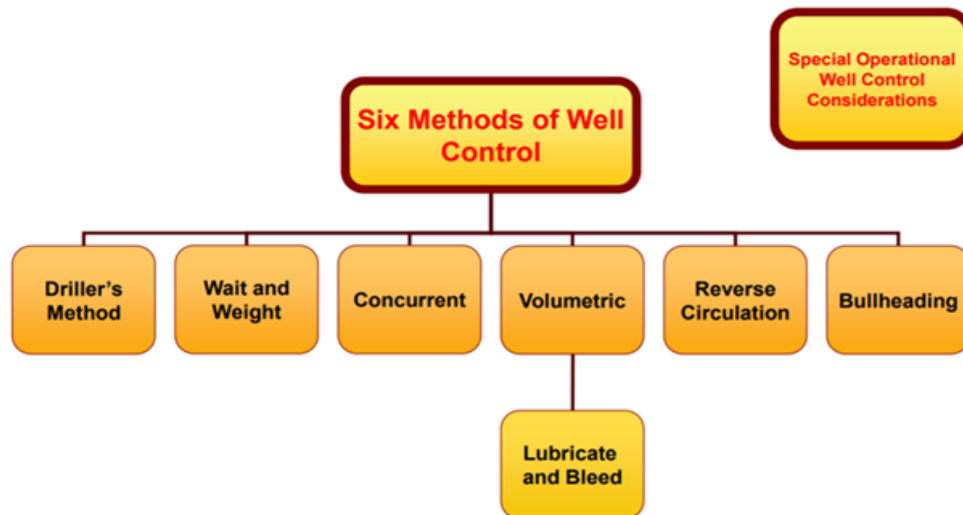 Special Operational
Well Control
Considerations
Six Methods of Well
Control
Driller's
Method
Wait and
Weight
Concurrent
Volumetric
Reverse
Circulation
Bullheading
Lubricate
and Bleed